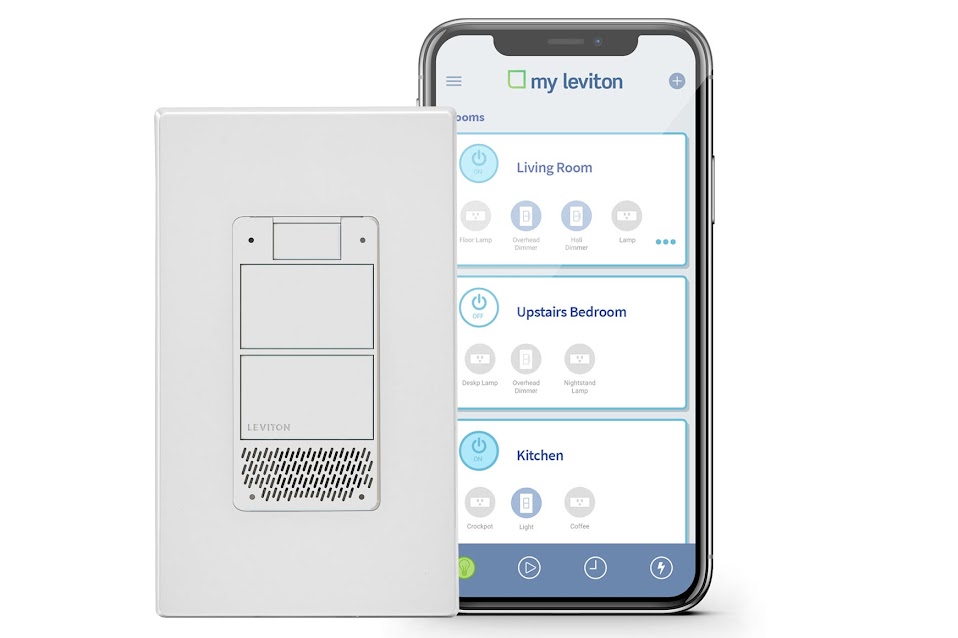 my leviton
ooms
ON
Living Room
Floor Lamp
Overhead
Dimmer
Hall
Dimmer
Lamp
OFF
Upstairs Bedroom
Deskp Lamp
Overhead
Dimmer
Nightstand
Lamp
ON
Kitchen
Crockpot
Light
Coffee
LEVITON